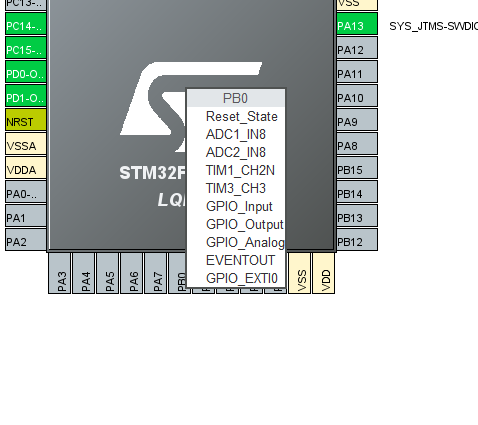 PC13-..
PC14-..
PC15-..
PD0-O..
PD1-O..
NRST
VSSA
VDDA
PA0-..
PA1
PA2
STM32F
PA3
PA4
PA5
PA6
PA7
PB0
PB0
Reset_State
ADC1_IN8
ADC2_IN8
TIM1_CH2N
TIM3_CH3
GPIO_Input
GPIO_Output
GPIO_Analog
EVENTOUT
GPIO_EXTI0
VSS
VDD
VSS
PA13
SYS_JTMS-SWDIO
PA12
PA11
PA10
PA9
PA8
PB15
PB14
PB13
PB12